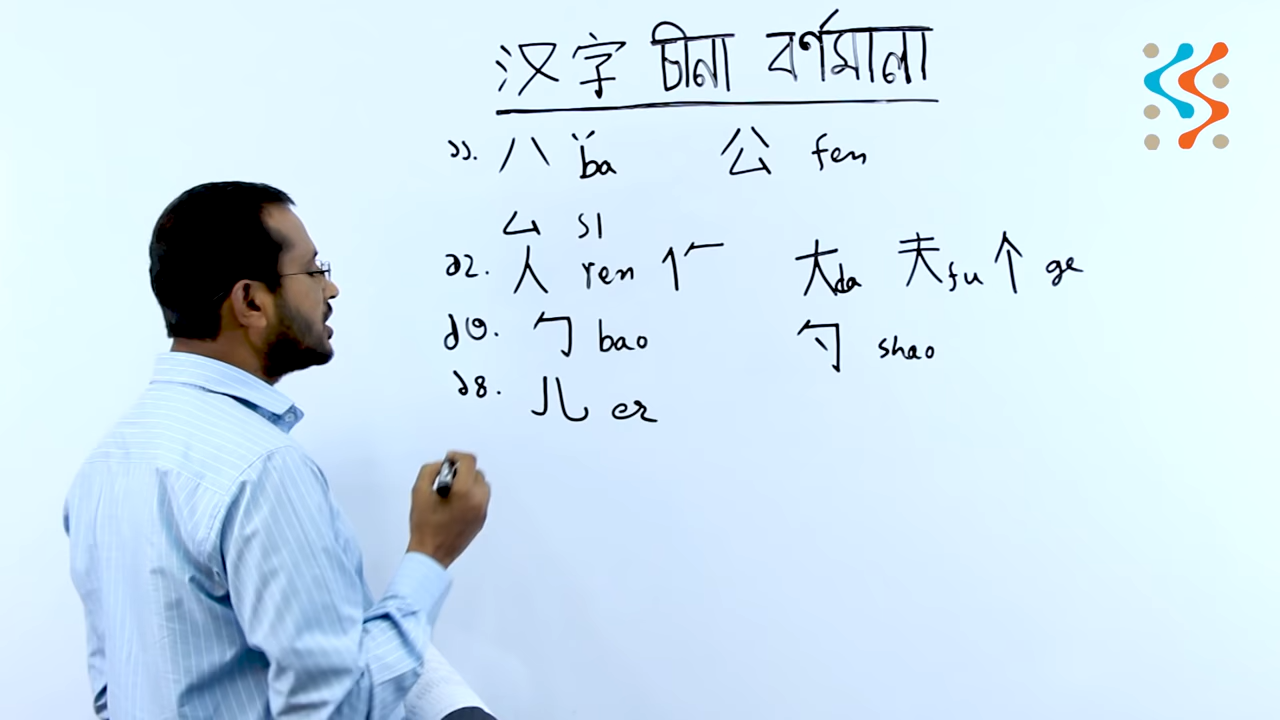 汉字 চীনা বর্ণমালা
১১. 八 ba 公 fen
厶 si
১২. 人 ren 亻𠂉 大 da 夫 fu 个 ge
১৩. 勹 bao 勺 shao
১৪. 儿 er